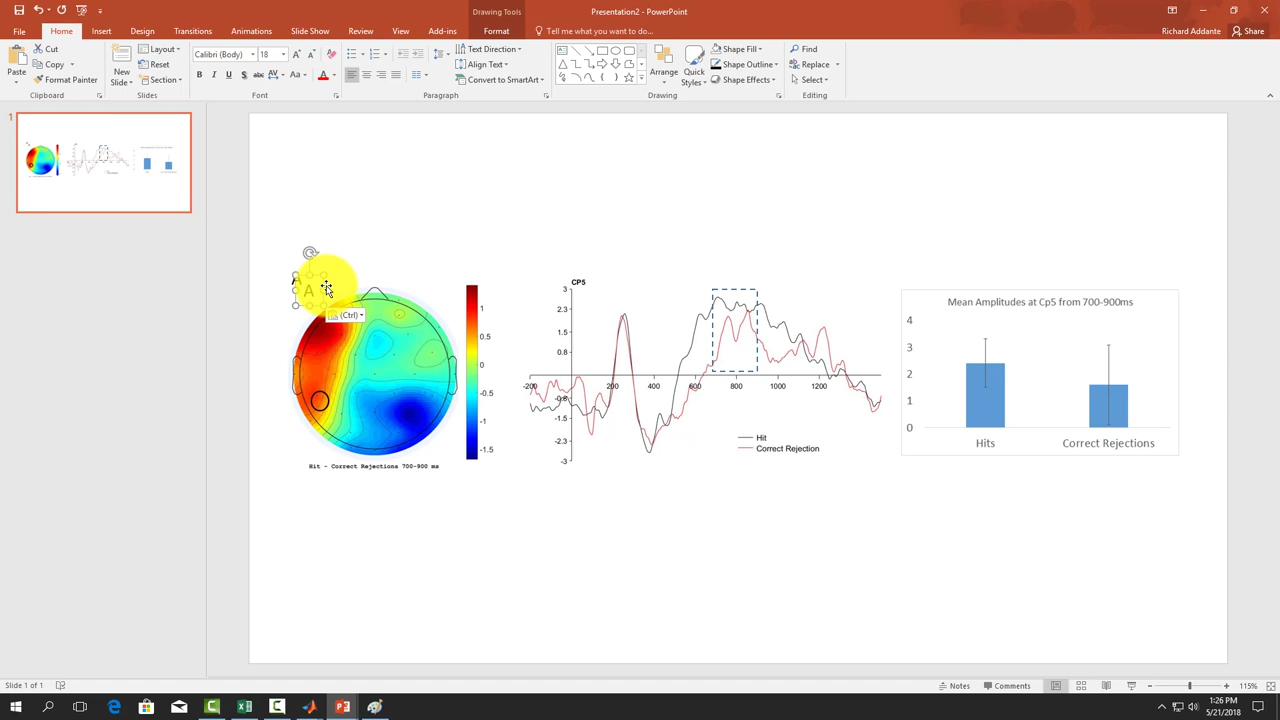 Drawing Tools
Presentation2 - PowerPoint
File
Home
Insert
Design
Transitions
Animations
Slide Show
Review
View
Add-ins
Format
Tell me what you want to do...
Richard Addante
Share
Paste
Cut
Copy
Format Painter
Clipboard
New
Slide
Layout
Reset
Section
Slides
Calibri (Body)
18
Font
Text Direction
Align Text
Convert to SmartArt
Paragraph
Arrange
Quick
Styles
Shape Fill
Shape Outline
Shape Effects
Drawing
Find
Replace
Select
Editing
1
A
A
(Ctrl)
1
0.5
0
-0.5
-1
-1.5
Hit - Correct Rejections 700-900 ms
CP5
3
2.3
1.5
0.8
-200
200
400
600
800
1000
1200
-0.8
-1.5
-2.3
-3
Hit
Correct Rejection
Mean Amplitudes at Cp5 from 700-900ms
4
3
2
1
0
Hits
Correct Rejections
Slide 1 of 1
Notes
Comments
115%
1:26 PM
5/21/2018